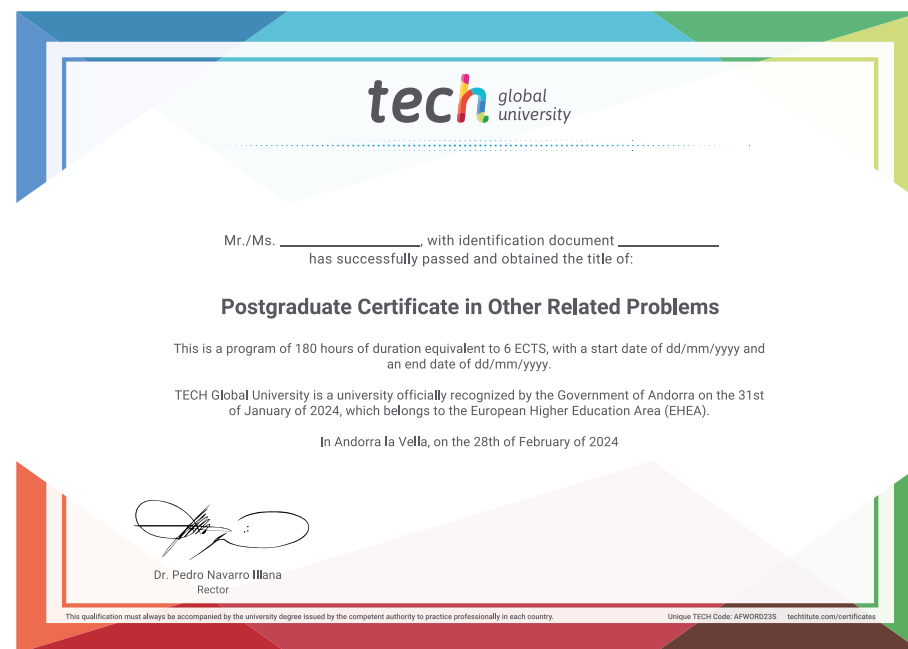 tech global university
Mr./Ms. ____________________, with identification document ______________
has successfully passed and obtained the title of:
Postgraduate Certificate in Other Related Problems
This is a program of 180 hours of duration equivalent to 6 ECTS, with a start date of dd/mm/yyyy and
an end date of dd/mm/yyyy.
TECH Global University is a university officially recognized by the Government of Andorra on the 31st
of January of 2024, which belongs to the European Higher Education Area (EHEA).
In Andorra la Vella, on the 28th of February of 2024
Dr. Pedro Navarro Illana
Rector
This qualification must always be accompanied by the university degree issued by the competent authority to practice professionally in each country.
Unique TECH Code: AFWORD23S techtitute.com/certificates